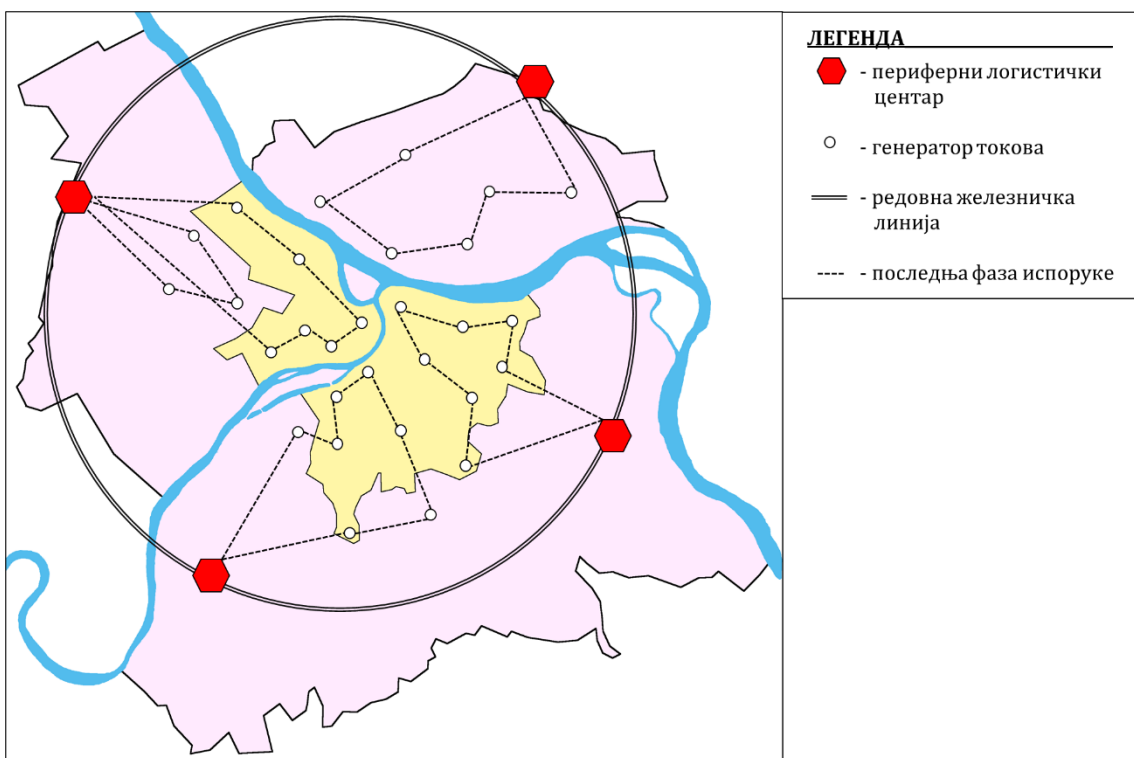 ЛЕГЕНДА
- периферни логистички
центар
- генератор токова
- редовна железничка
линија
- последња фаза испоруке